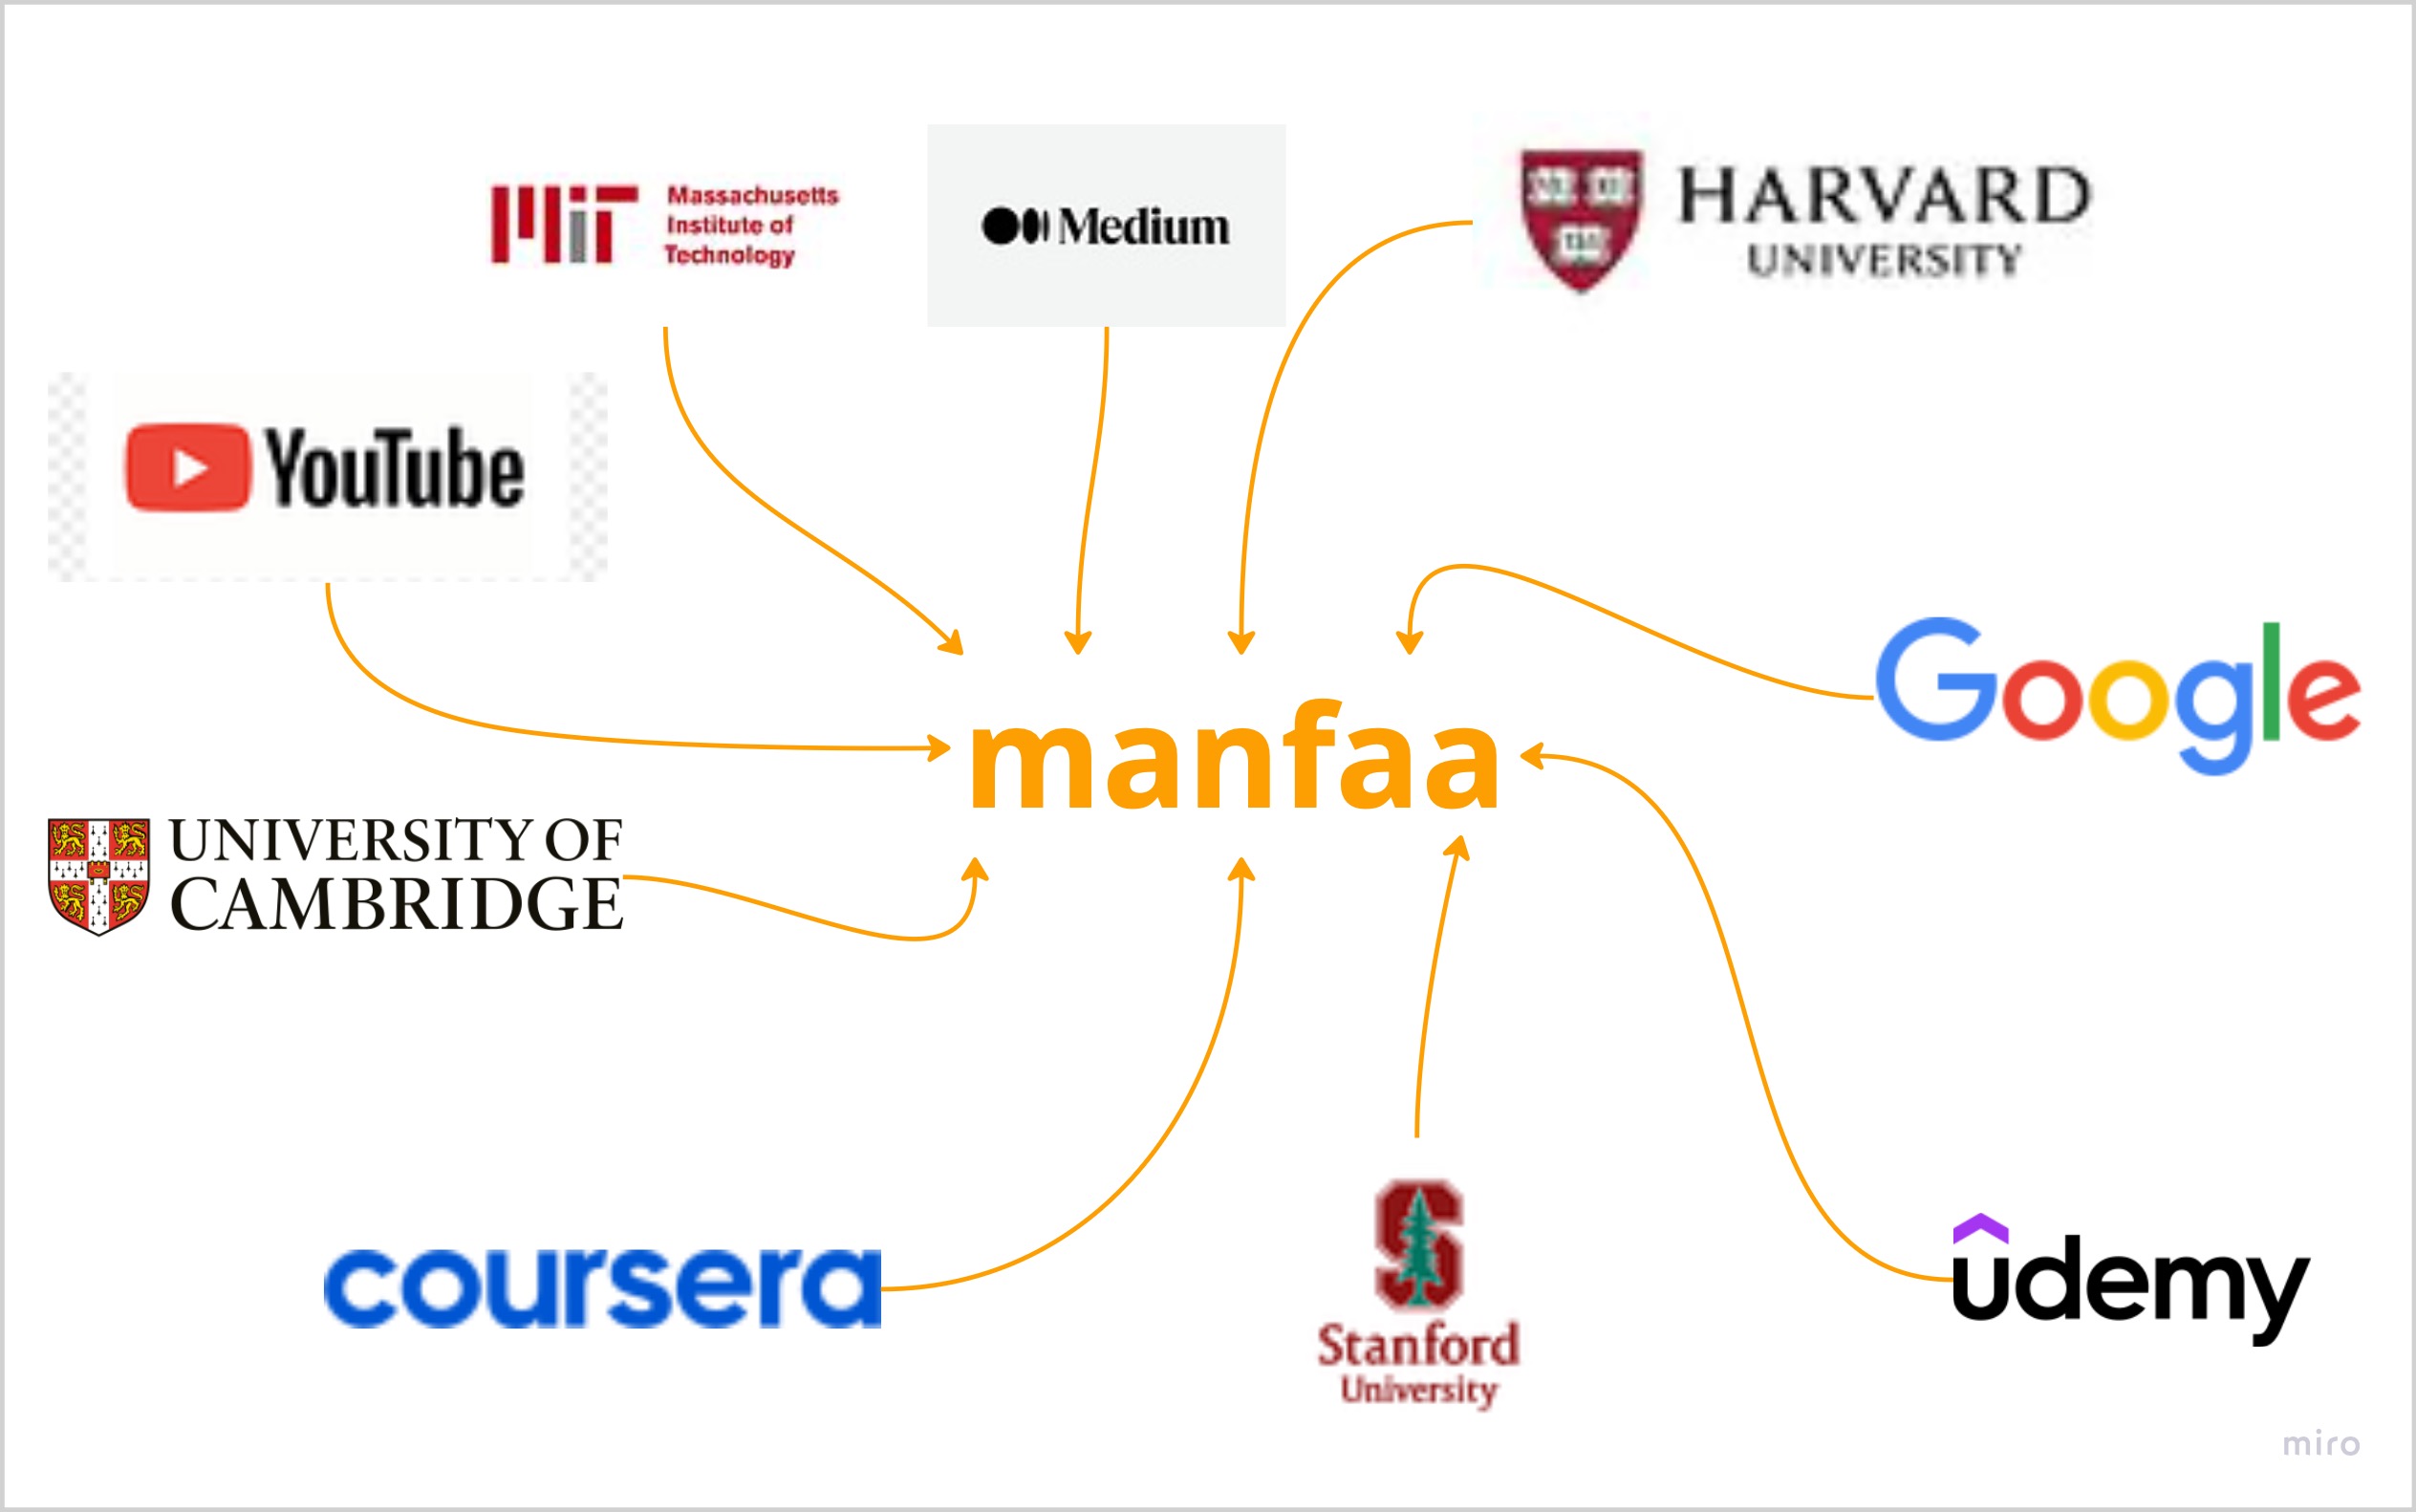 MIT
Massachusetts
Institute of
Technology
Medium
HARVARD
UNIVERSITY
YouTube
Google
manfaa
UNIVERSITY OF
CAMBRIDGE
coursera
S
Stanford
University
udemy
miro